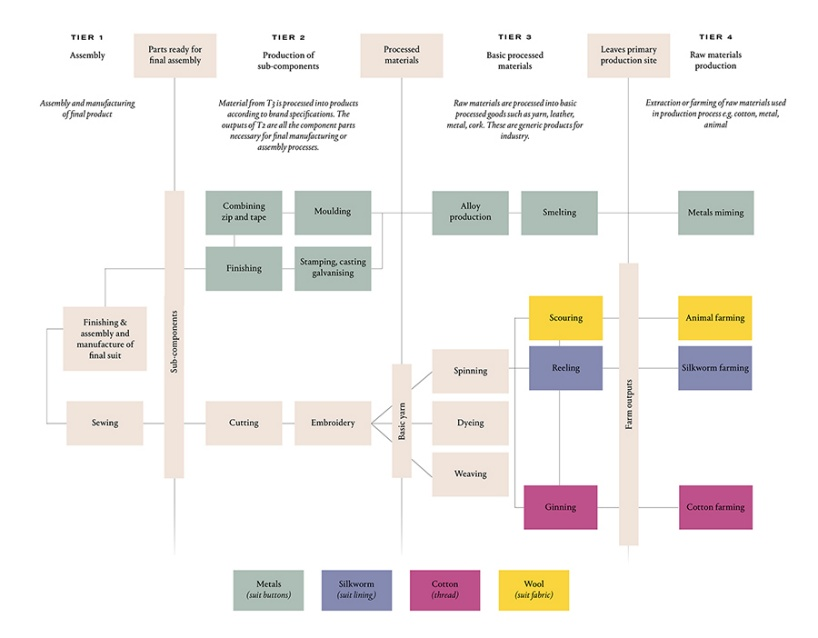 TIER 1
Assembly
Parts ready for
final assembly
TIER 2
Production of
sub-components
Processed
materials
TIER 3
Basic processed
materials
Leaves primary
production site
TIER 4
Raw materials
production
Assembly and manufacturing
of final product
Material from T3 is processed into products
according to brand specifications. The
outputs of T2 are all the component parts
necessary for final manufacturing or
assembly processes.
Raw materials are processed into basic
processed goods such as yarn, leather,
metal, cork. These are generic products for
industry.
Extraction or farming of raw materials used
in production process e.g, cotton, metal,
animal
Combining
zip and tape
Moulding
Alloy
production
Smelting
Metals miming
Finishing
Stamping, casting
galvanising
Finishing &
assembly and
manufacture of
final suit
Sub-components
Scouring
Animal farming
Spinning
Reeling
Silkworm farming
Sewing
Cutting
Embroidery
Basic yarn
Dyeing
Farm outputs
Weaving
Ginning
Cotton farming
Metals
(suit buttons)
Silkworm
(suit lining)
Cotton
(thread)
Wool
(suit fabric)